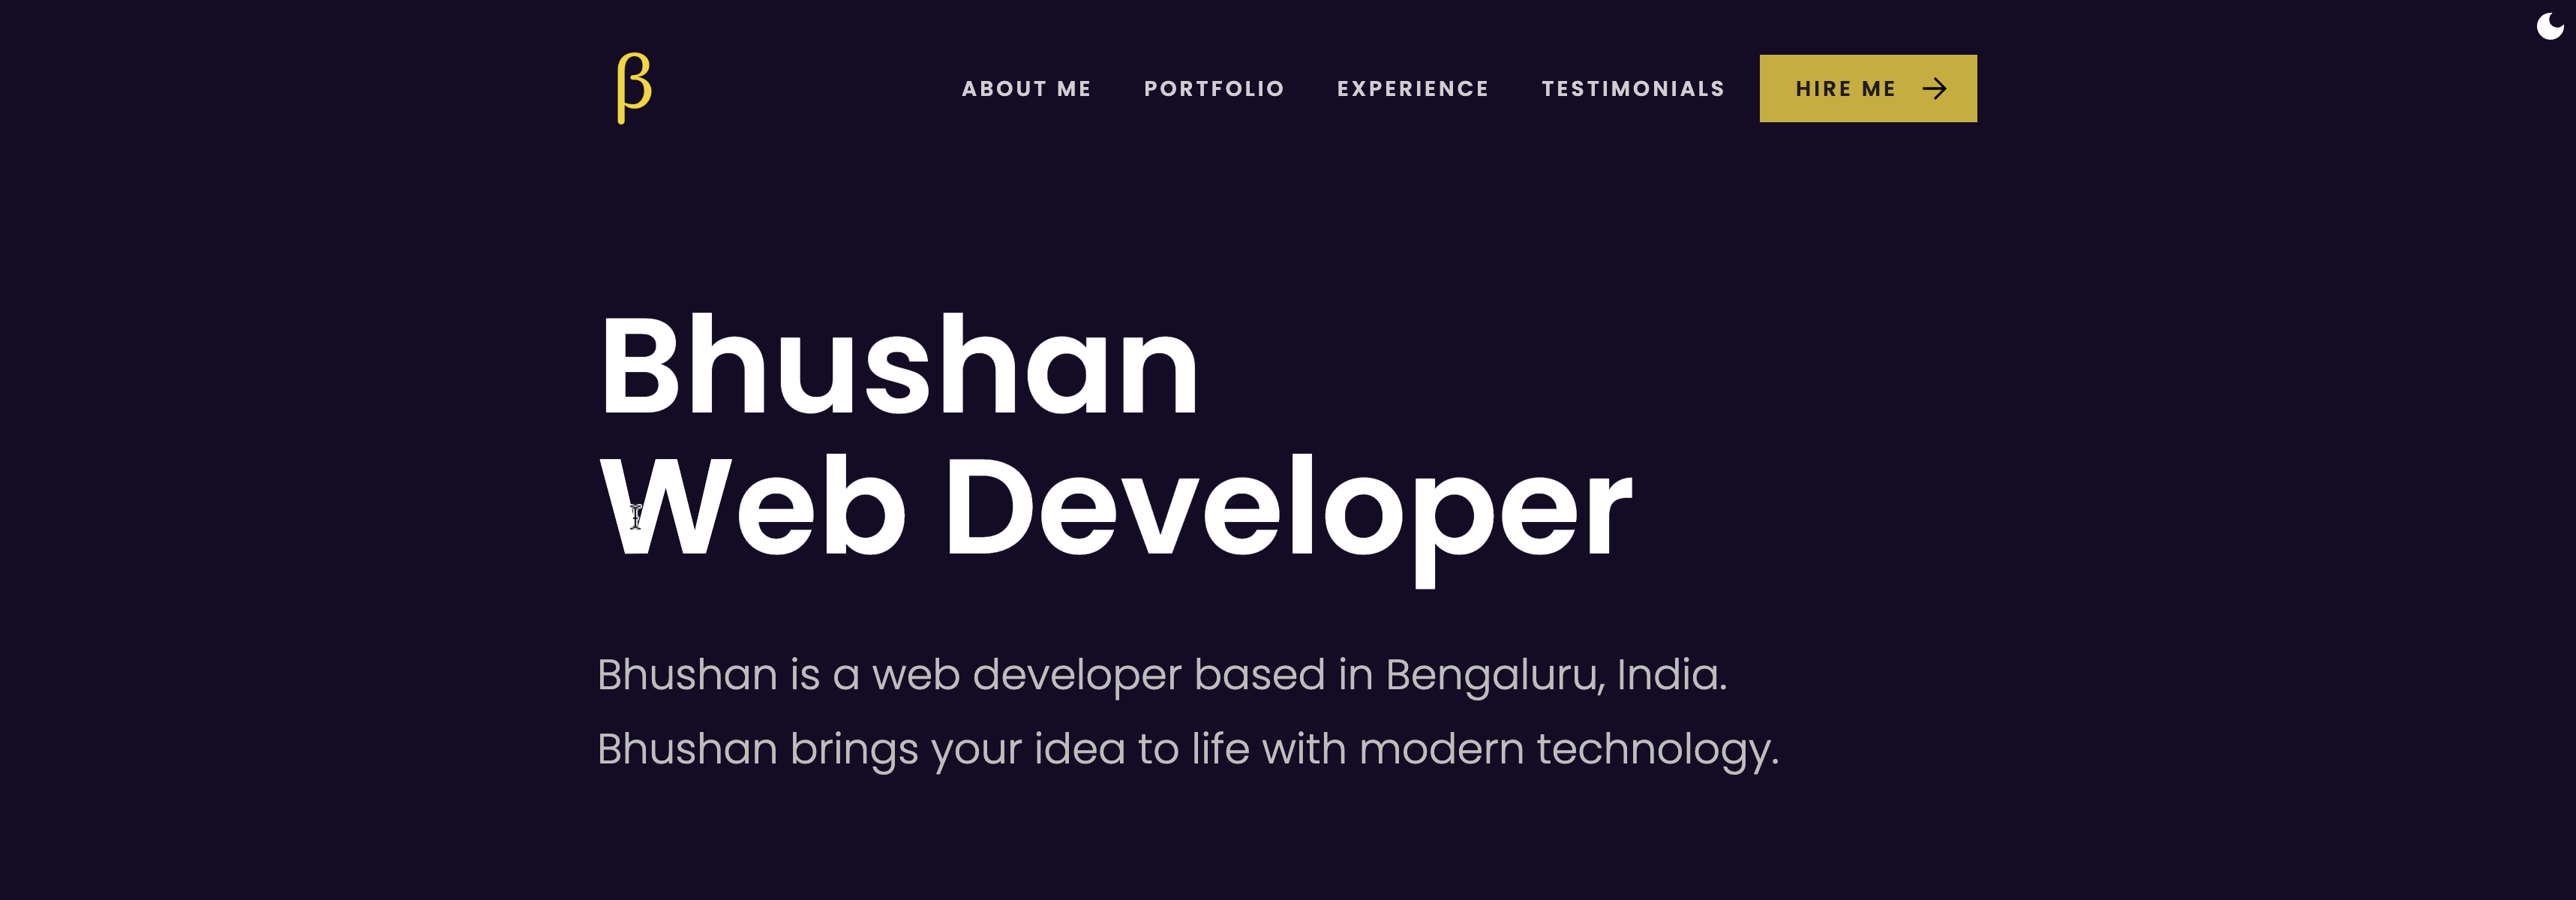 β
ABOUT ME PORTFOLIO EXPERIENCE TESTIMONIALS HIRE ME →
Bhushan
Web Developer
Bhushan is a web developer based in Bengaluru, India.
Bhushan brings your idea to life with modern technology.